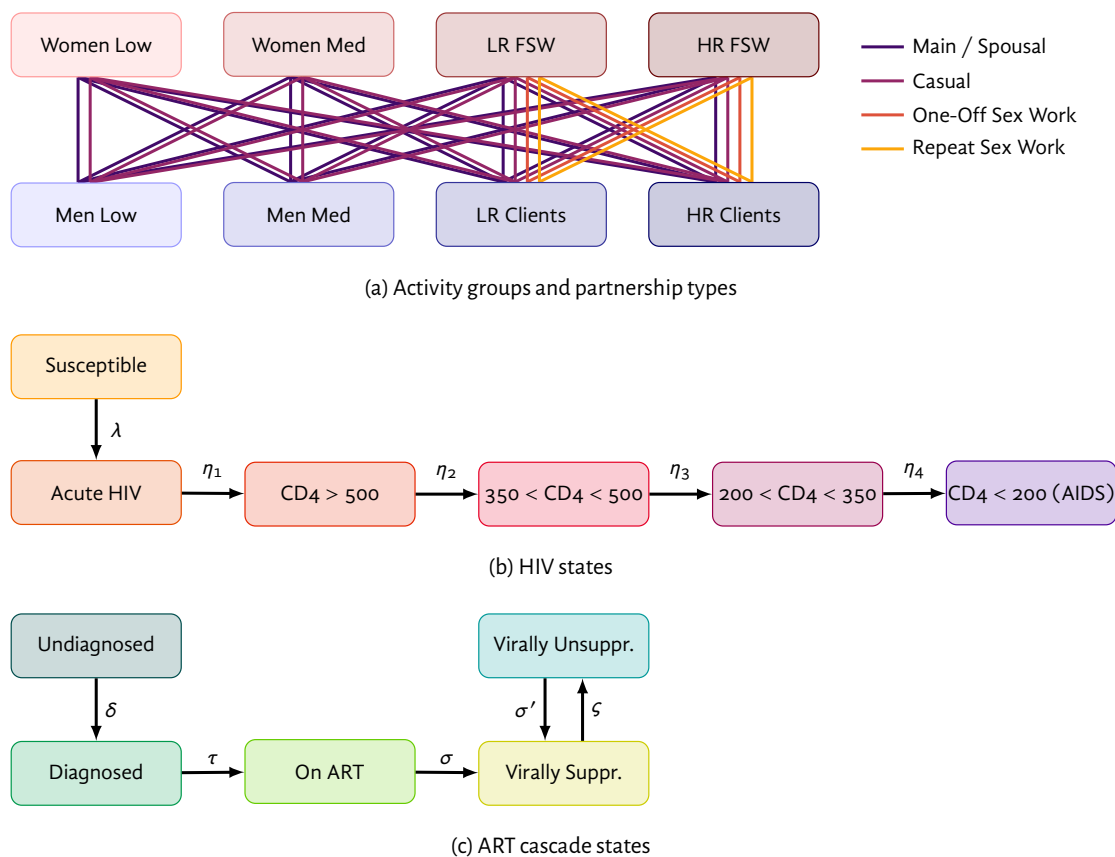 Women Low
Women Med
LR FSW
HR FSW
Main / Spousal
Casual
One-Off Sex Work
Repeat Sex Work
Men Low
Men Med
LR Clients
HR Clients
(a) Activity groups and partnership types
Susceptible
λ
Acute HIV
η1
CD4 > 500
η2
350 < CD4 < 500
η3
200 < CD4 < 350
η4
CD4 < 200 (AIDS)
(b) HIV states
Undiagnosed
Virally Unsuppr.
δ
σ′
ς
Diagnosed
τ
On ART
σ
Virally Suppr.
(c) ART cascade states